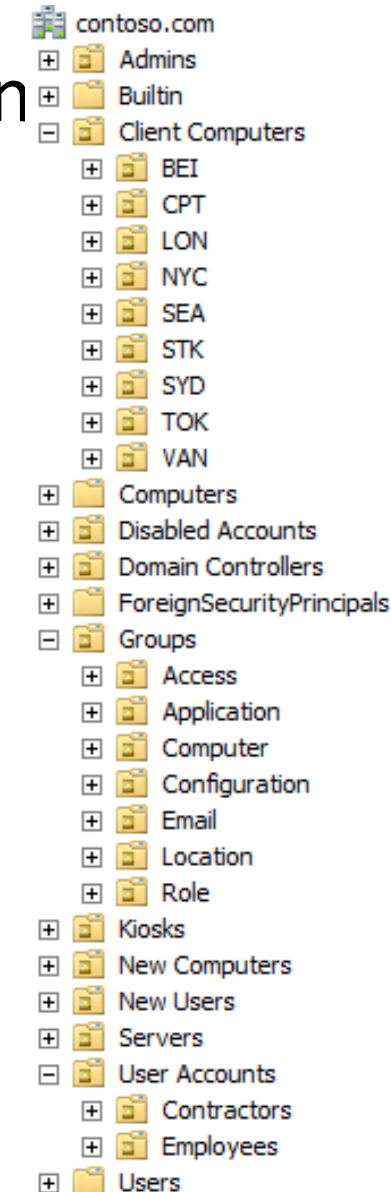 contoso.com
Admins
n
Builtin
Client Computers
BEI
CPT
LON
NYC
SEA
STK
SYD
TOK
VAN
Computers
Disabled Accounts
Domain Controllers
ForeignSecurityPrincipals
Groups
Access
Application
Computer
Configuration
Email
Location
Role
Kiosks
New Computers
New Users
Servers
User Accounts
Contractors
Employees
Users